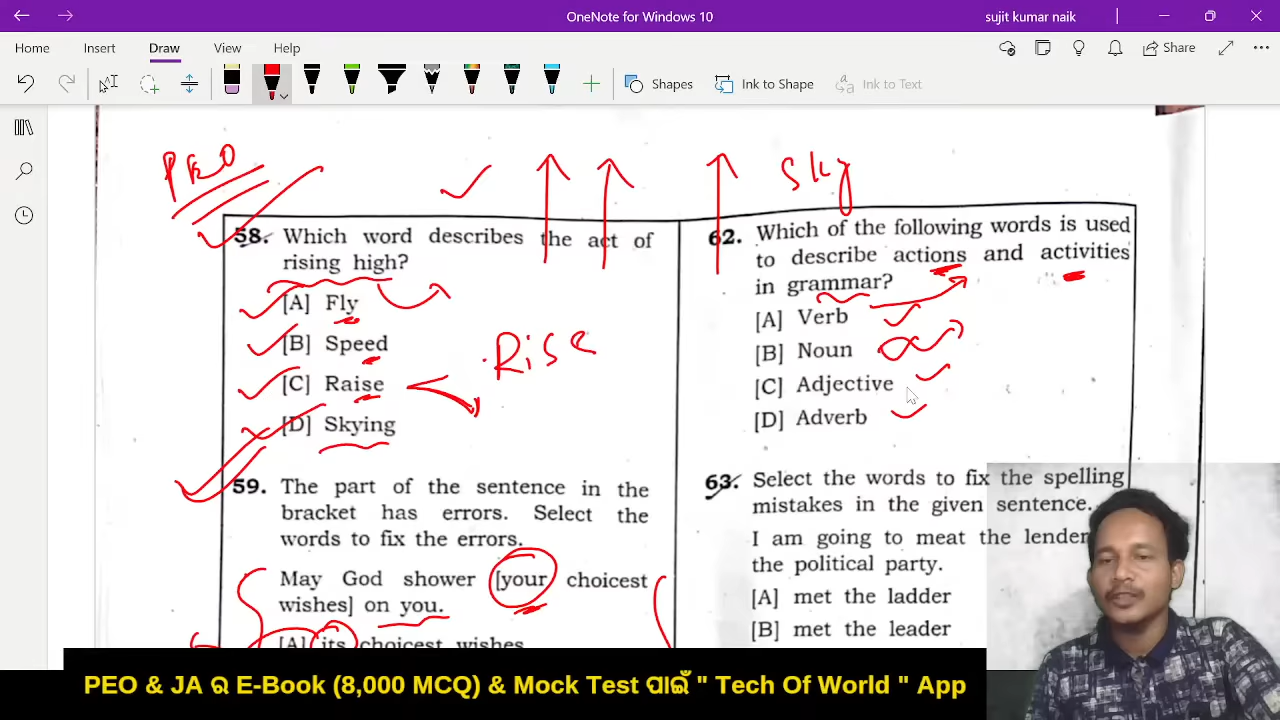 OneNote for Windows 10
sujit kumar naik
Home Insert Draw View Help
Share
Shapes
Ink to Shape
Ink to Text
PEO
Sky
58. Which word describes the act of
rising high?
[A] Fly
[B] Speed
[C] Raise
[D] Skying
Rise
59. The part of the sentence in the
bracket has errors. Select the
words to fix the errors.
May God shower [your choicest
wishes] on you.
[A] its choicest wishes
62. Which of the following words is used
to describe actions and activities
in grammar?
[A] Verb
[B] Noun
[C] Adjective
[D] Adverb
63. Select the words to fix the spelling
mistakes in the given sentence.
I am going to meat the lender
the political party.
[A] met the ladder
[B] met the leader
PEO & JA ର E-Book (8,000 MCQ) & Mock Test ପାଇଁ " Tech Of World " App